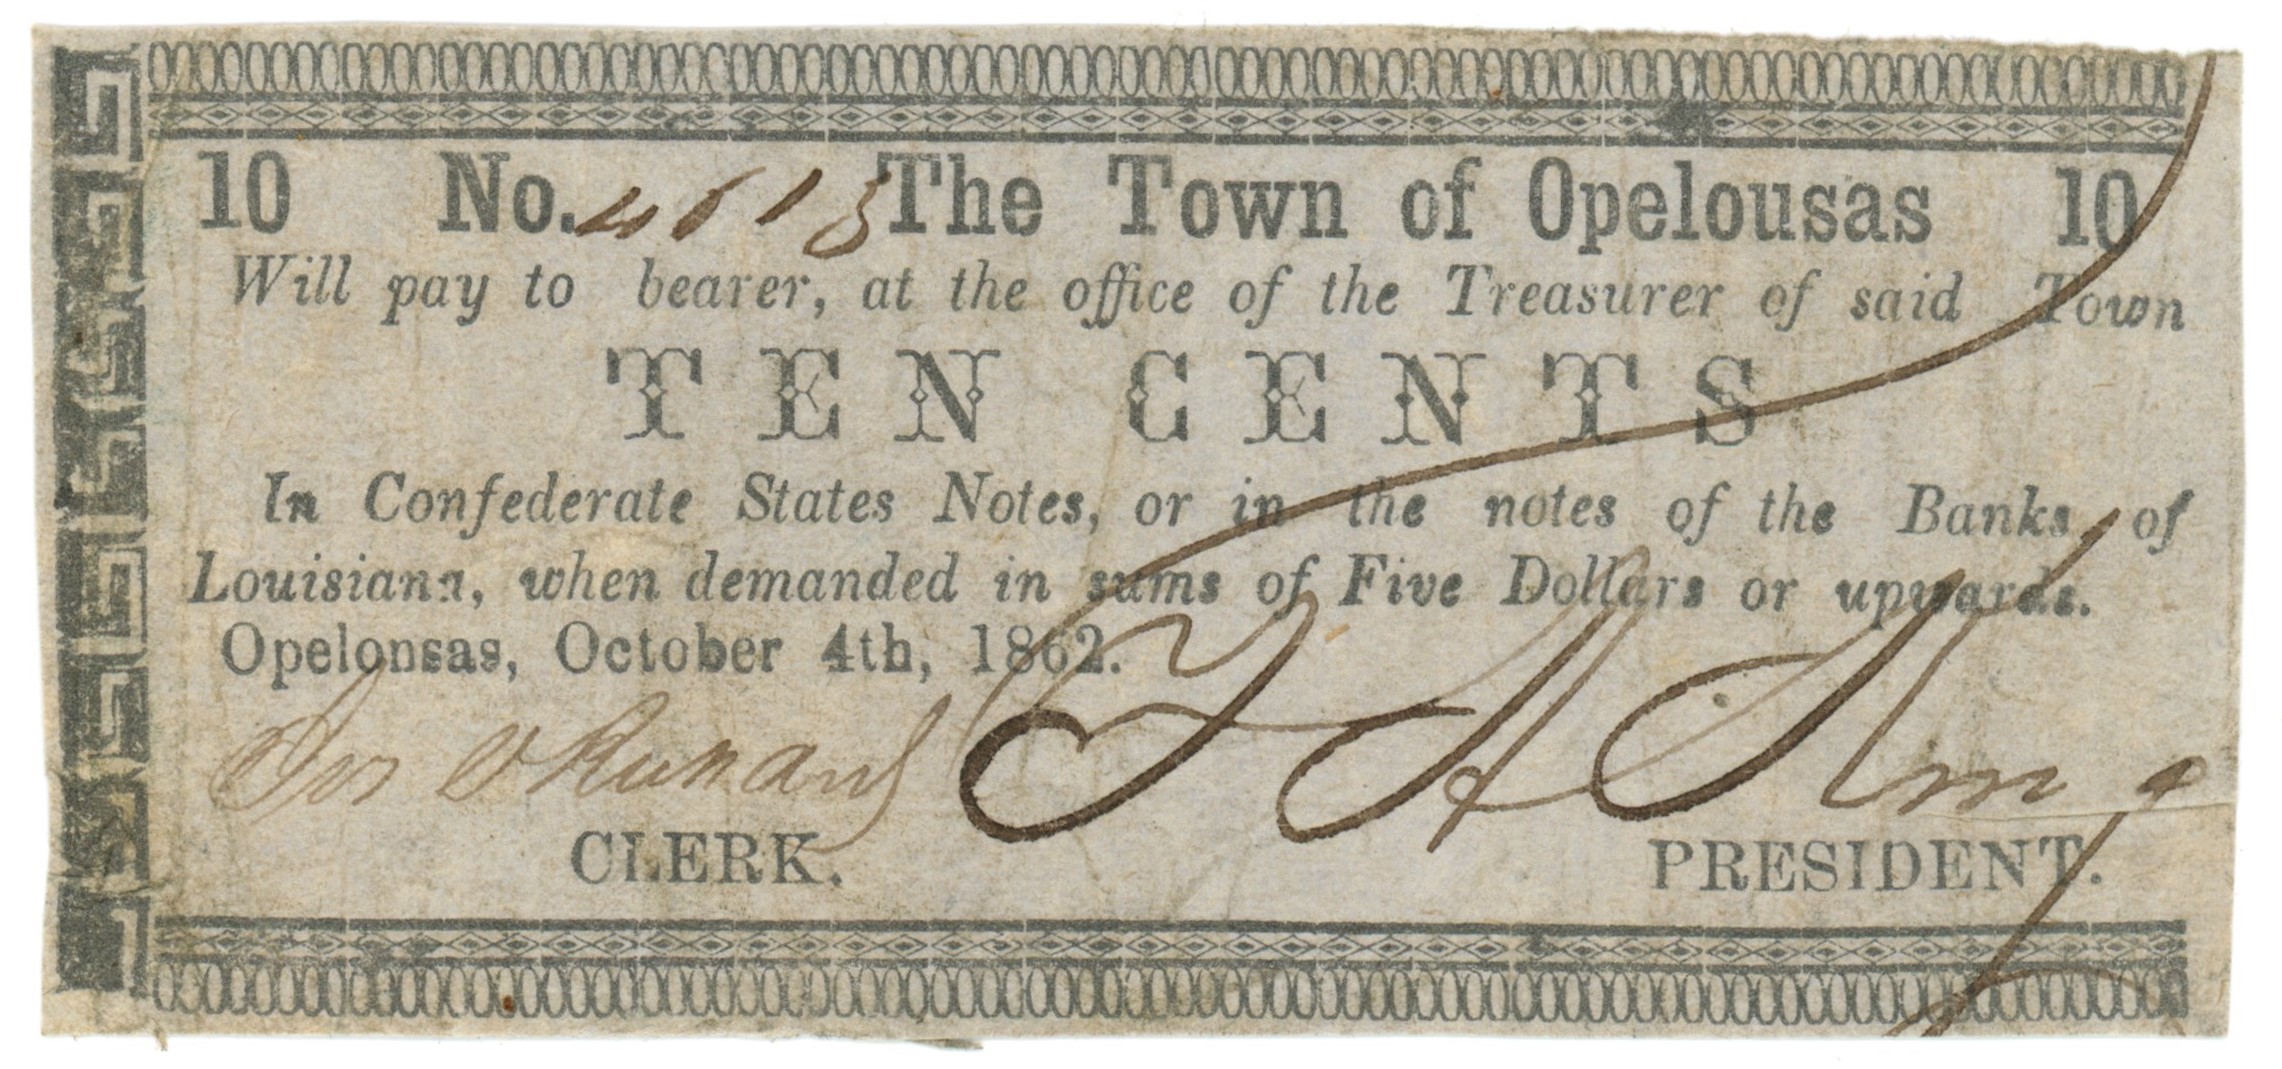 10 No. 4613 The Town of Opelousas 10
Will pay to bearer, at the office of the Treasurer of said Town
TEN CENTS
In Confederate States Notes, or in the notes of the Banks of
Louisiana, when demanded in sums of Five Dollars or upwards.
Opelonsas, October 4th, 1862.
CLERK. PRESIDENT.